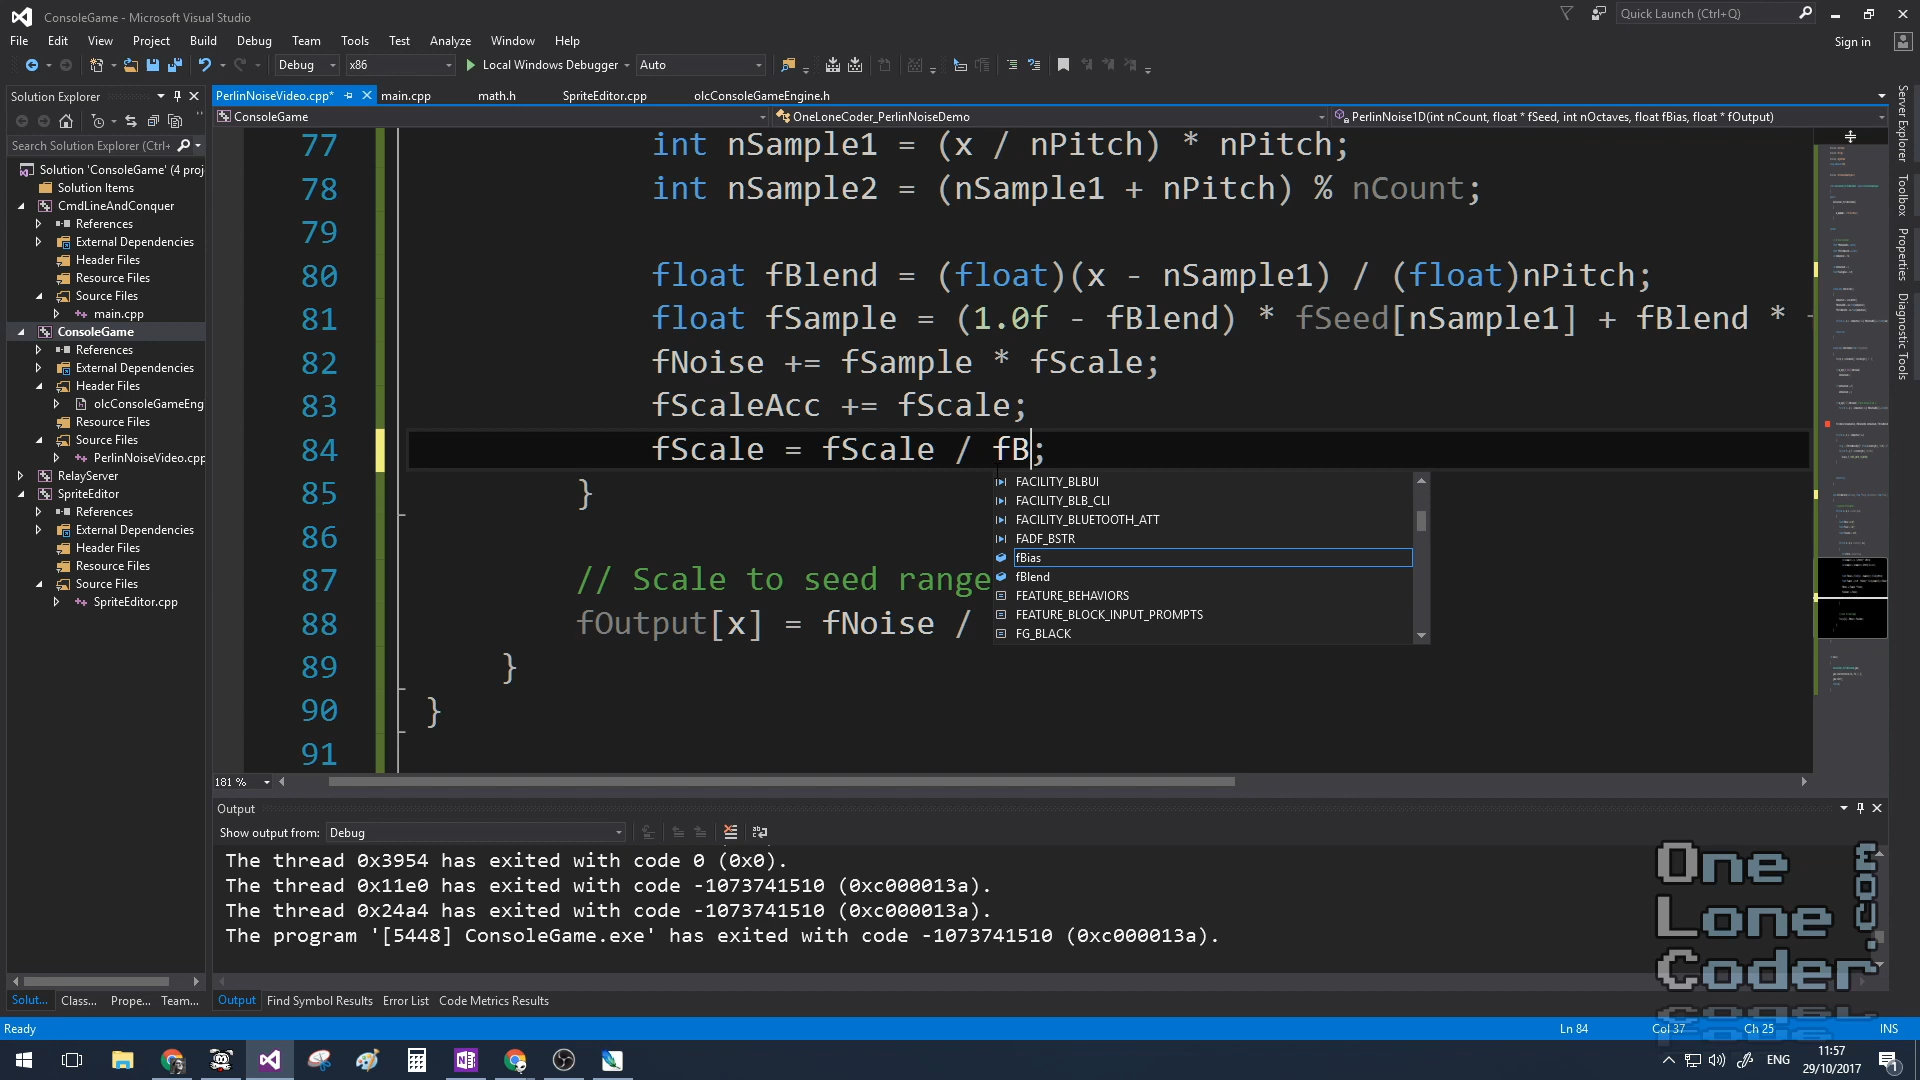 ConsoleGame - Microsoft Visual Studio
Quick Launch (Ctrl+Q)
File Edit View Project Build Debug Team Tools Test Analyze Window Help
Sign in
Debug x86 Local Windows Debugger Auto
Solution Explorer
PerlinNoiseVideo.cpp* main.cpp math.h SpriteEditor.cpp olcConsoleGameEngine.h
ConsoleGame OneLoneCoder_PerlinNoiseDemo PerlinNoise1D(int nCount, float * fSeed, int nOctaves, float fBias, float * fOutput)
Search Solution Explorer (Ctrl+
Solution 'ConsoleGame' (4 proj
Solution Items
CmdLineAndConquer
References
External Dependencies
Header Files
Resource Files
Source Files
main.cpp
ConsoleGame
References
External Dependencies
Header Files
olcConsoleGameEng
Resource Files
Source Files
PerlinNoiseVideo.cpp
RelayServer
SpriteEditor
References
External Dependencies
Header Files
Resource Files
Source Files
SpriteEditor.cpp
77 int nSample1 = (x / nPitch) * nPitch;
78 int nSample2 = (nSample1 + nPitch) % nCount;
79
80 float fBlend = (float)(x - nSample1) / (float)nPitch;
81 float fSample = (1.0f - fBlend) * fSeed[nSample1] + fBlend *
82 fNoise += fSample * fScale;
83 fScaleAcc += fScale;
84 fScale = fScale / fB;
85 }
86
87 // Scale to seed range
88 fOutput[x] = fNoise /
89 }
90 }
91
FACILITY_BLBUI
FACILITY_BLB_CLI
FACILITY_BLUETOOTH_ATT
FADF_BSTR
fBias
fBlend
FEATURE_BEHAVIORS
FEATURE_BLOCK_INPUT_PROMPTS
FG_BLACK
Server Explorer
Toolbox
Properties
Diagnostic Tools
181 %
Output
Show output from: Debug
The thread 0x3954 has exited with code 0 (0x0).
The thread 0x11e0 has exited with code -1073741510 (0xc000013a).
The thread 0x24a4 has exited with code -1073741510 (0xc000013a).
The program '[5448] ConsoleGame.exe' has exited with code -1073741510 (0xc000013a).
One
Lone
Coder
.com
Solut... Class... Prope... Team...
Output Find Symbol Results Error List Code Metrics Results
Ready Ln 84 Col 37 Ch 25 INS
ENG
11:57
29/10/2017
1